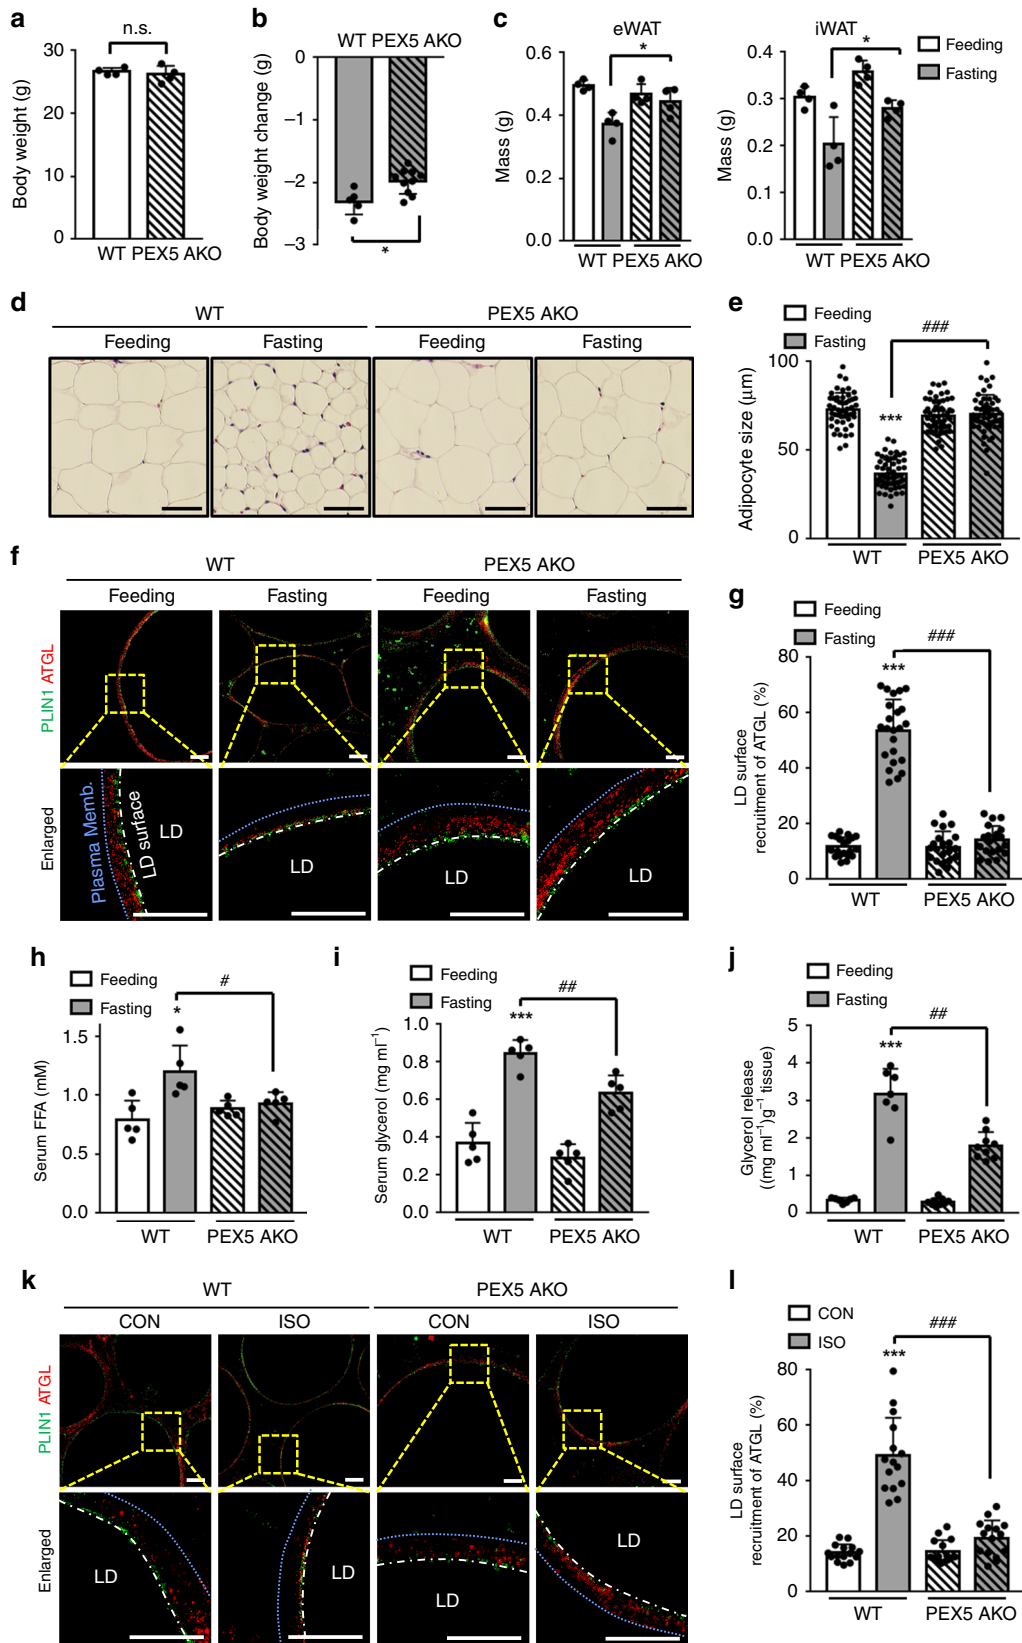 a
n.s.
Body weight (g)
30
20
10
0
WT PEX5 AKO
b
WT PEX5 AKO
Body weight change (g)
0
−1
−2
−3
*
c
eWAT
*
Mass (g)
0.6
0.4
0.2
0.0
WT PEX5 AKO
iWAT
*
Feeding
Fasting
Mass (g)
0.4
0.3
0.2
0.1
0.0
WT PEX5 AKO
d
WT
PEX5 AKO
Feeding
Fasting
Feeding
Fasting
e
Feeding
Fasting
###
***
Adipocyte size (μm)
100
50
0
WT
PEX5 AKO
f
WT
PEX5 AKO
Feeding
Fasting
Feeding
Fasting
PLIN1 ATGL
Enlarged
Plasma Memb.
LD surface
LD
LD
LD
LD
g
Feeding
Fasting
###
***
LD surface
recruitment of ATGL (%)
80
60
40
20
0
WT
PEX5 AKO
h
Feeding
Fasting
#
*
Serum FFA (mM)
1.5
1.0
0.5
0.0
WT
PEX5 AKO
i
Feeding
Fasting
##
***
Serum glycerol (mg ml−1)
1.0
0.8
0.6
0.4
0.2
0.0
WT
PEX5 AKO
j
Feeding
Fasting
##
***
Glycerol release
((mg ml−1)g−1 tissue)
5
4
3
2
1
0
WT
PEX5 AKO
k
WT
PEX5 AKO
CON
ISO
CON
ISO
PLIN1 ATGL
Enlarged
LD
LD
LD
LD
l
CON
ISO
###
***
LD surface
recruitment of ATGL (%)
80
60
40
20
0
WT
PEX5 AKO